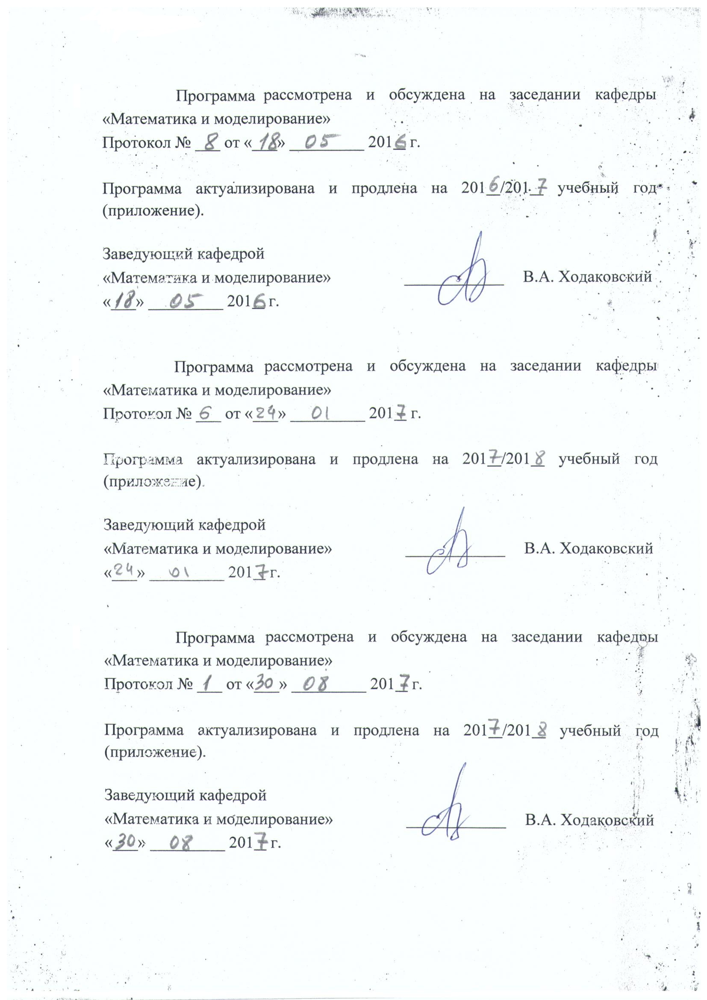 Программа рассмотрена и обсуждена на заседании кафедры
«Математика и моделирование»
Протокол № 8 от «18» 05 2016 г.
Программа актуализирована и продлена на 2016/2017 учебный год
(приложение).
Заведующий кафедрой
«Математика и моделирование» В.А. Ходаковский
«18» 05 2016 г.
Программа рассмотрена и обсуждена на заседании кафедры
«Математика и моделирование»
Протокол № 6 от «24» 01 2017 г.
Программа актуализирована и продлена на 2017/2018 учебный год
(приложение).
Заведующий кафедрой
«Математика и моделирование» В.А. Ходаковский
«24» 01 2017 г.
Программа рассмотрена и обсуждена на заседании кафедры
«Математика и моделирование»
Протокол № 1 от «30» 08 2017 г.
Программа актуализирована и продлена на 2017/2018 учебный год
(приложение).
Заведующий кафедрой
«Математика и моделирование» В.А. Ходаковский
«30» 08 2017 г.